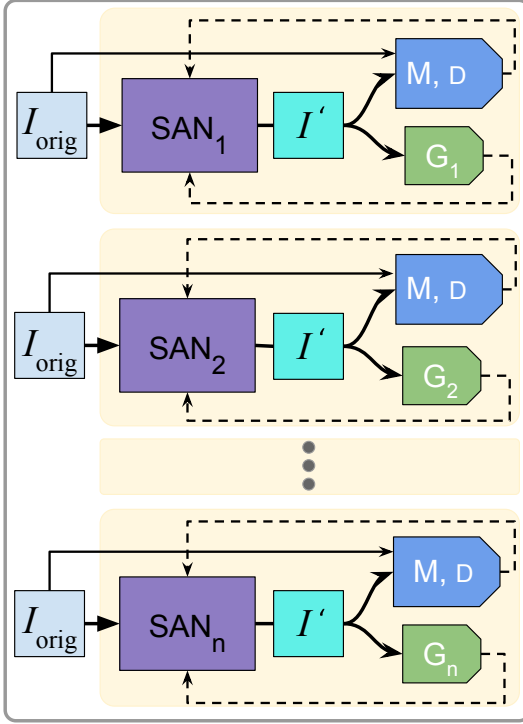 I_orig
SAN_1
I‘
M, D
G_1
I_orig
SAN_2
I‘
M, D
G_2
I_orig
SAN_n
I‘
M, D
G_n